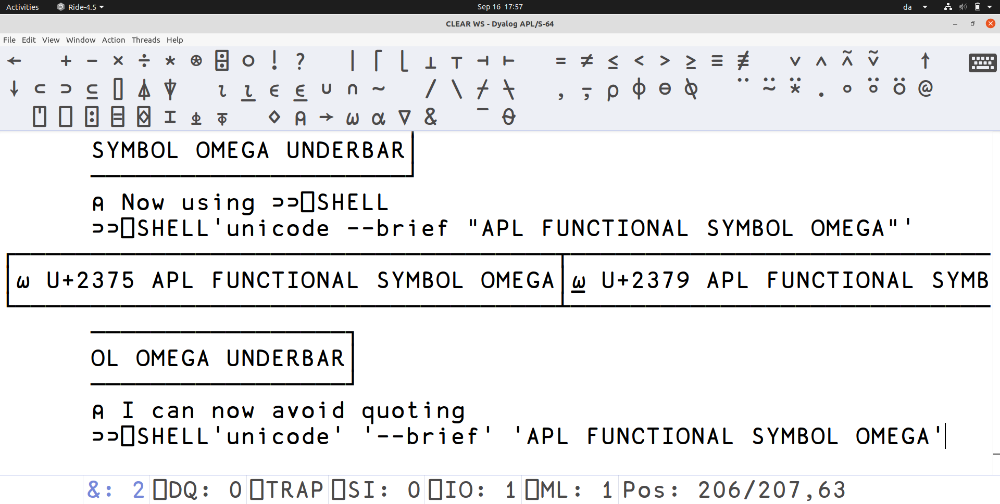 Activities Ride-4.5 Sep 16 17:57 da
CLEAR WS - Dyalog APL/S-64
File Edit View Window Action Threads Help
← + − × ÷ * ⍟ ⌹ ○ ! ? | ⌈ ⌊ ⊥ ⊤ ⊣ ⊢ = ≠ ≤ < > ≥ ≡ ≢ ∨ ∧ ⍲ ⍱ ↑
↓ ⊂ ⊃ ⊆ ⌷ ⍋ ⍒ ⍳ ⍸ ∊ ⍷ ∪ ∩ ~ / \ ⌿ ⍀ , ⍪ ⍴ ⌽ ⊖ ⍉ ¨ ⍨ ⍣ . ∘ ⍤ ⍥ @
⍞ ⎕ ⍠ ⌸ ⌺ ⌶ ⍎ ⍕ ⋄ ⍝ → ⍵ ⍺ ∇ & ¯ ⍬
SYMBOL OMEGA UNDERBAR
⍝ Now using ⊃⊃⎕SHELL
⊃⊃⎕SHELL'unicode --brief "APL FUNCTIONAL SYMBOL OMEGA"'
⍵ U+2375 APL FUNCTIONAL SYMBOL OMEGA ⍹ U+2379 APL FUNCTIONAL SYMB
OL OMEGA UNDERBAR
⍝ I can now avoid quoting
⊃⊃⎕SHELL'unicode' '--brief' 'APL FUNCTIONAL SYMBOL OMEGA'
&: 2 ⎕DQ: 0 ⎕TRAP ⎕SI: 0 ⎕IO: 1 ⎕ML: 1 Pos: 206/207,63